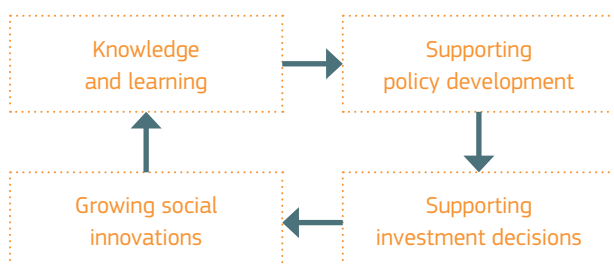 Knowledge
and learning
Supporting
policy development
Growing social
innovations
Supporting
investment decisions